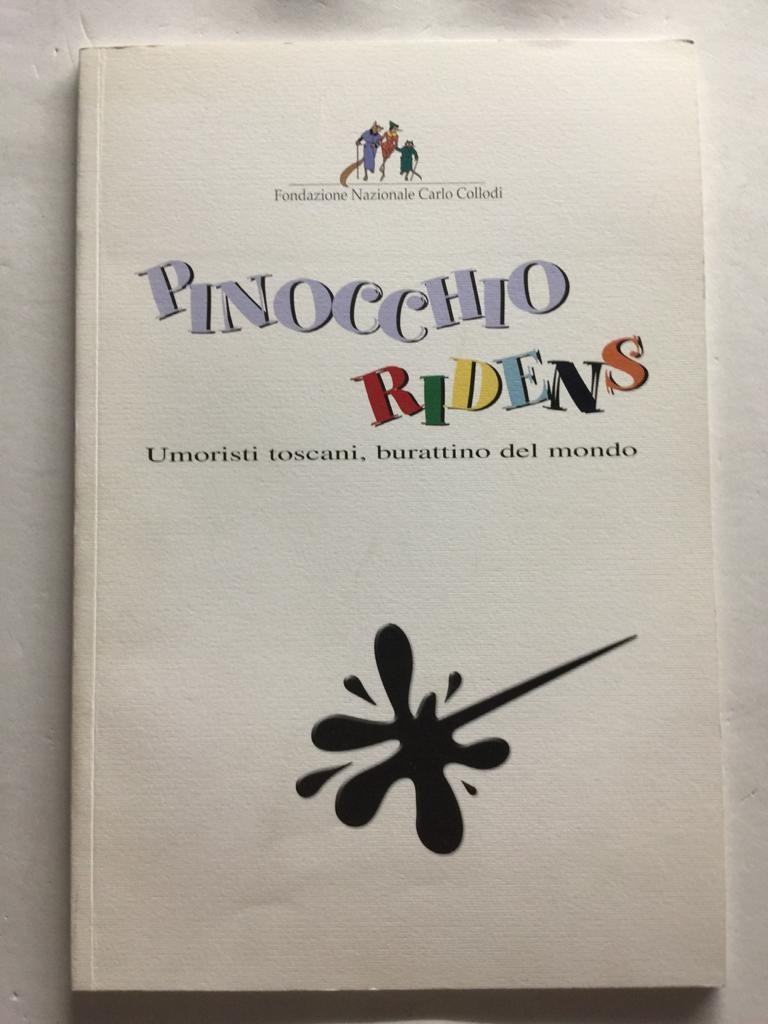 Fondazione Nazionale Carlo Collodi
PINOCCHIO
RIDENS
Umoristi toscani, burattino del mondo